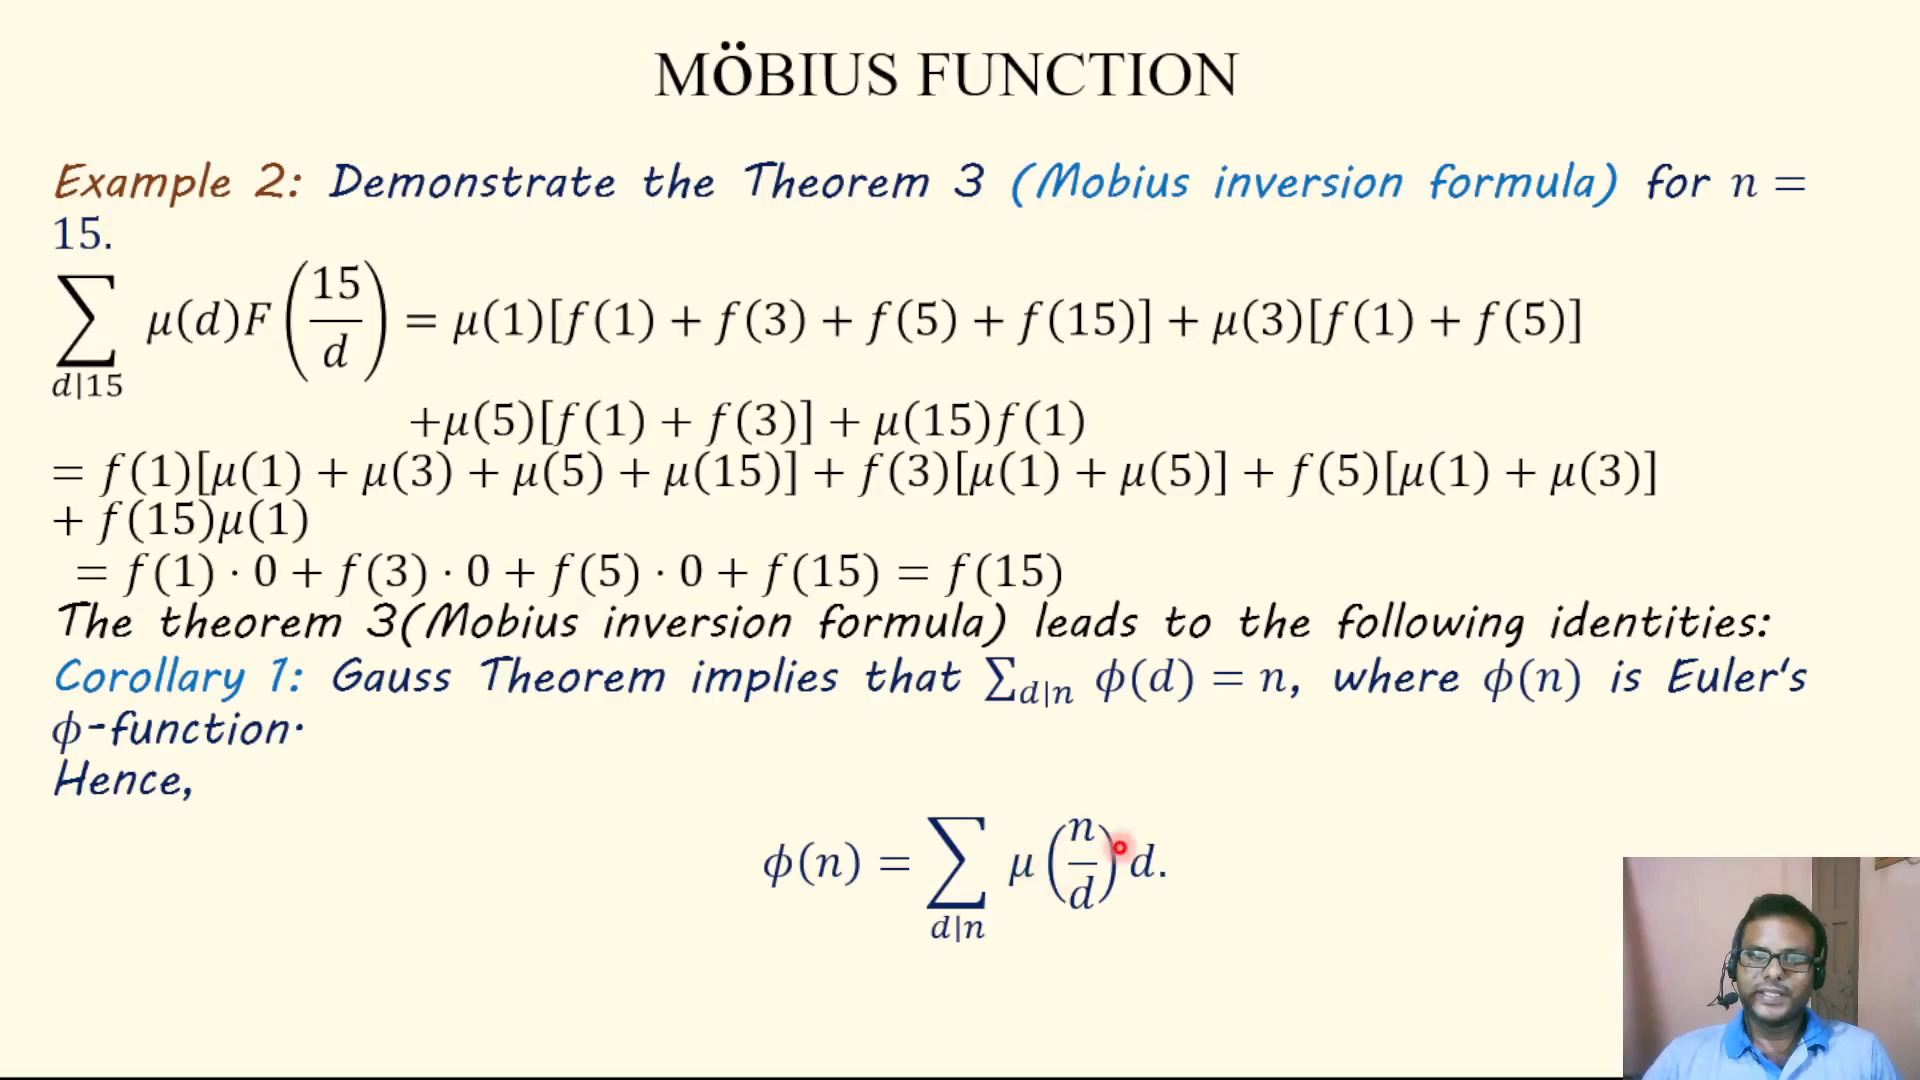 MÖBIUS FUNCTION
Example 2: Demonstrate the Theorem 3 (Mobius inversion formula) for n =
15.
∑_{d|15} μ(d)F(15/d) = μ(1)[f(1) + f(3) + f(5) + f(15)] + μ(3)[f(1) + f(5)]
+μ(5)[f(1) + f(3)] + μ(15)f(1)
= f(1)[μ(1) + μ(3) + μ(5) + μ(15)] + f(3)[μ(1) + μ(5)] + f(5)[μ(1) + μ(3)]
+ f(15)μ(1)
= f(1) · 0 + f(3) · 0 + f(5) · 0 + f(15) = f(15)
The theorem 3(Mobius inversion formula) leads to the following identities:
Corollary 1: Gauss Theorem implies that ∑_{d|n} ϕ(d) = n, where ϕ(n) is Euler's
ϕ-function.
Hence,
ϕ(n) = ∑_{d|n} μ(n/d) d.